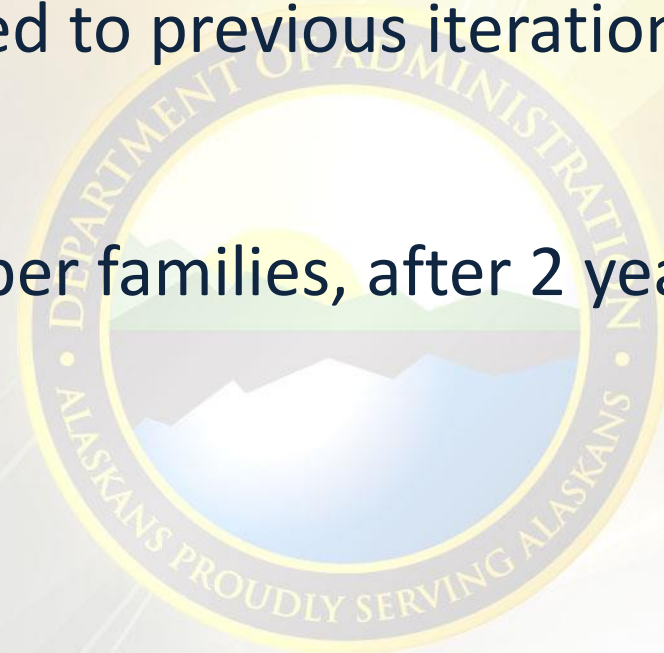 ed to previous iteration
DEPARTMENT OF ADMINISTRATION
per families, after 2 yea
• ALASKANS PROUDLY SERVING ALASKANS •